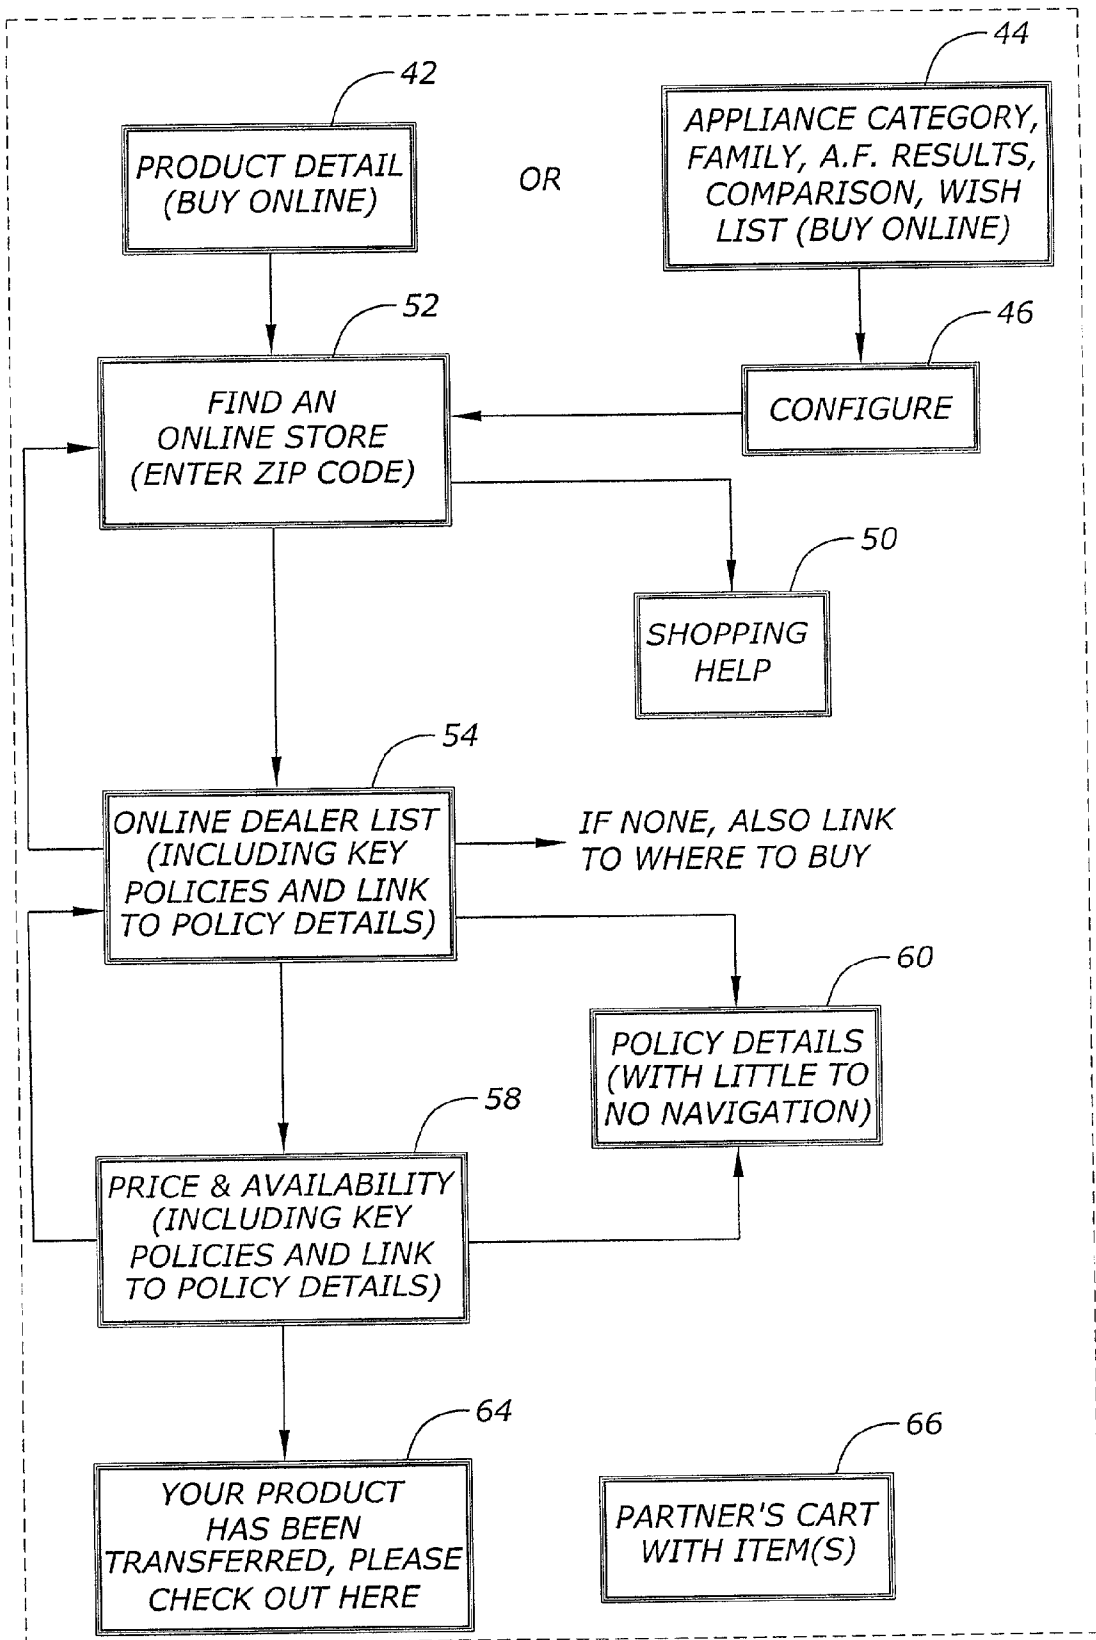 42
PRODUCT DETAIL
(BUY ONLINE)
OR
44
APPLIANCE CATEGORY,
FAMILY, A.F. RESULTS,
COMPARISON, WISH
LIST (BUY ONLINE)
52
FIND AN
ONLINE STORE
(ENTER ZIP CODE)
46
CONFIGURE
50
SHOPPING
HELP
54
ONLINE DEALER LIST
(INCLUDING KEY
POLICIES AND LINK
TO POLICY DETAILS)
IF NONE, ALSO LINK
TO WHERE TO BUY
60
POLICY DETAILS
(WITH LITTLE TO
NO NAVIGATION)
58
PRICE & AVAILABILITY
(INCLUDING KEY
POLICIES AND LINK
TO POLICY DETAILS)
64
YOUR PRODUCT
HAS BEEN
TRANSFERRED, PLEASE
CHECK OUT HERE
66
PARTNER'S CART
WITH ITEM(S)